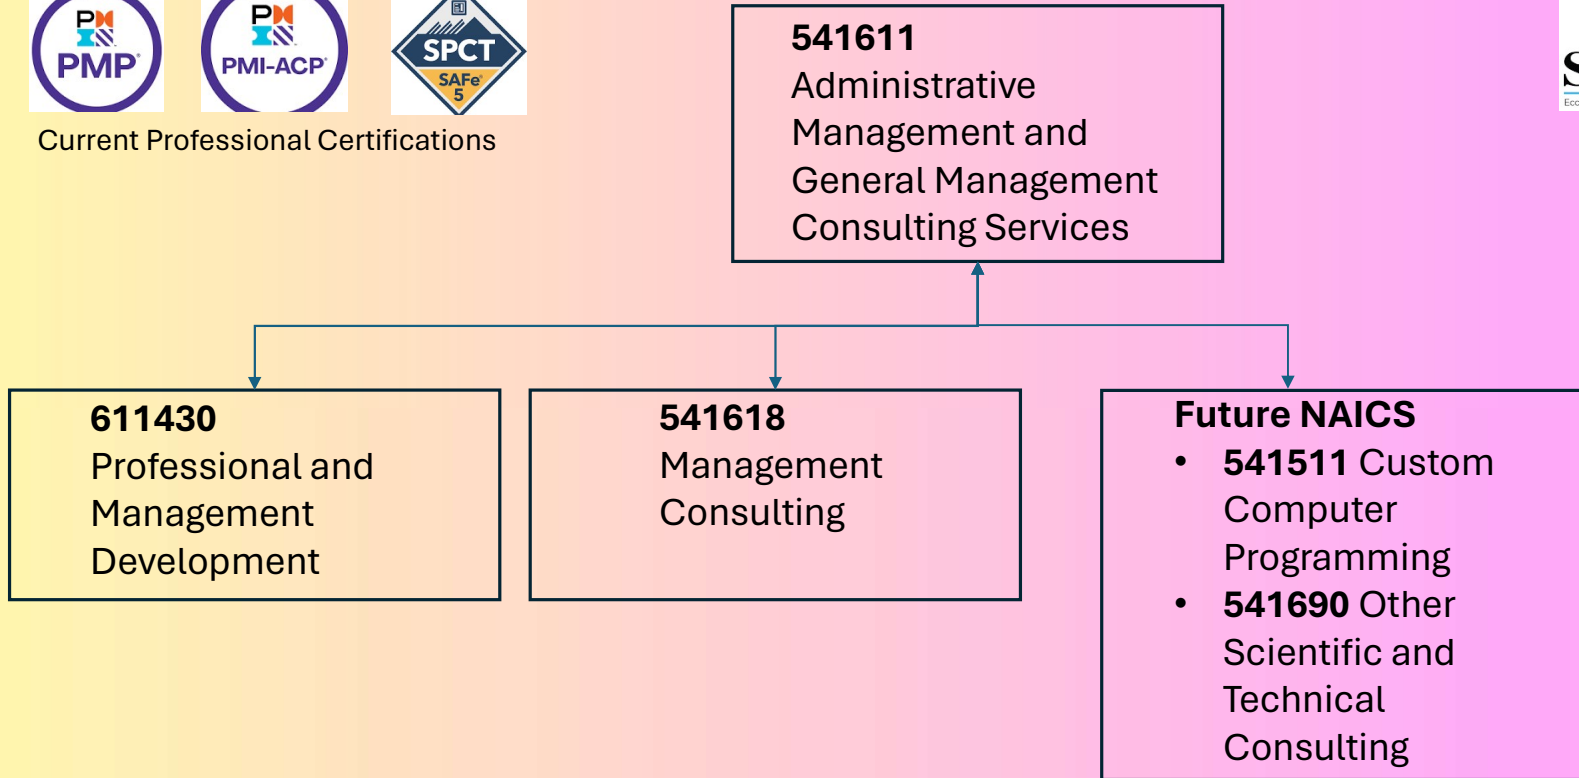 PMP
PMI-ACP
SPCT
SAFe
5
Current Professional Certifications
541611
Administrative
Management and
General Management
Consulting Services
611430
Professional and
Management
Development
541618
Management
Consulting
Future NAICS
• 541511 Custom
Computer
Programming
• 541690 Other
Scientific and
Technical
Consulting